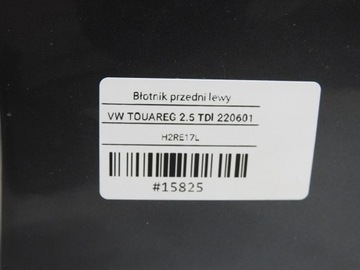 Błotnik przedni lewy
VW TOUAREG 2.5 TDI 220601
H2RE17L
#15825